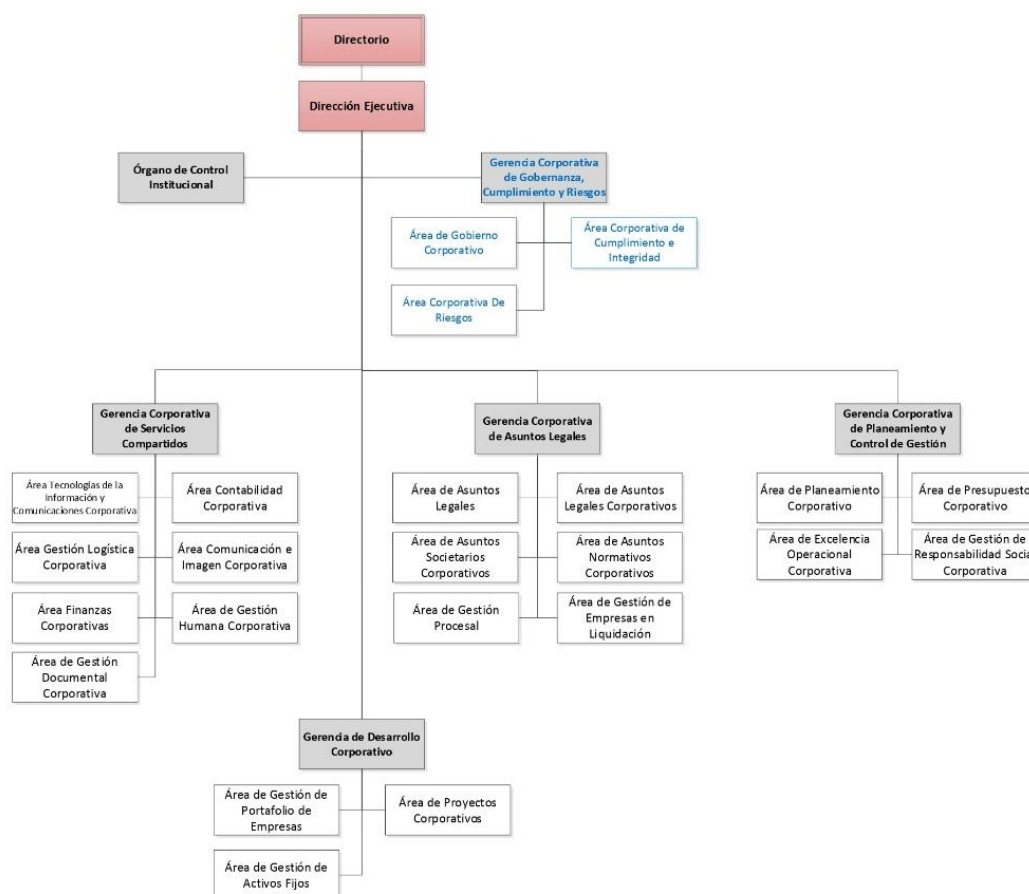 Directorio
Dirección Ejecutiva
Órgano de Control
Institucional
Gerencia Corporativa
de Gobernanza,
Cumplimiento y Riesgos
Área de Gobierno
Corporativo
Área Corporativa de
Cumplimiento e
Integridad
Área Corporativa De
Riesgos
Gerencia Corporativa
de Servicios
Compartidos
Área Tecnologías de la
Información y
Comunicaciones Corporativa
Área Contabilidad
Corporativa
Área Gestión Logística
Corporativa
Área Comunicación e
Imagen Corporativa
Área Finanzas
Corporativas
Área de Gestión
Humana Corporativa
Área de Gestión
Documental
Corporativa
Gerencia Corporativa
de Asuntos Legales
Área de Asuntos
Legales
Área de Asuntos
Legales Corporativos
Área de Asuntos
Societarios
Corporativos
Área de Asuntos
Normativos
Corporativos
Área de Gestión
Procesal
Área de Gestión de
Empresas en
Liquidación
Gerencia Corporativa
de Planeamiento y
Control de Gestión
Área de Planeamiento
Corporativo
Área de Presupuesto
Corporativo
Área de Excelencia
Operacional
Corporativa
Área de Gestión de
Responsabilidad Social
Corporativa
Gerencia de Desarrollo
Corporativo
Área de Gestión de
Portafolio de
Empresas
Área de Proyectos
Corporativos
Área de Gestión de
Activos Fijos